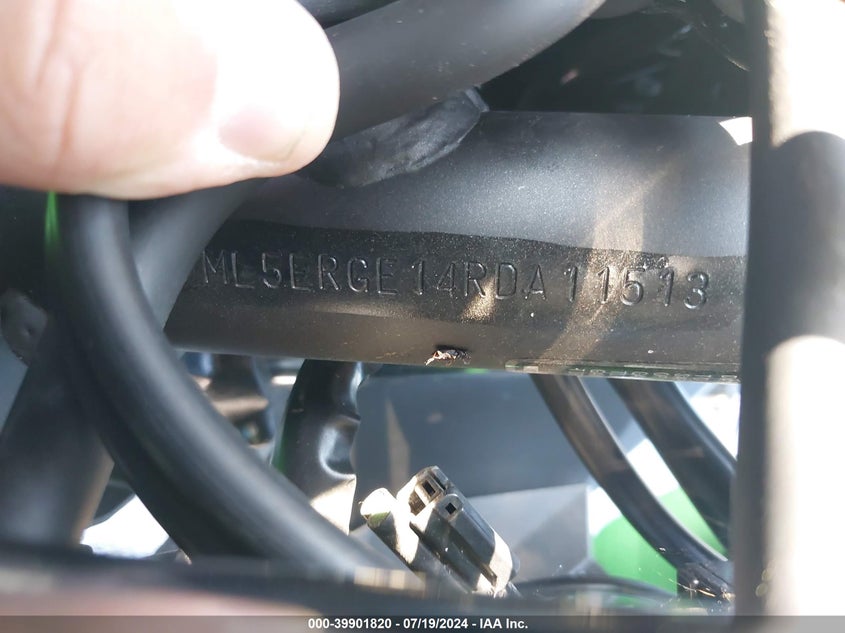 ML5ERGE14RDA11513
000-39901820 / 07/19/2024 - IAA Inc.